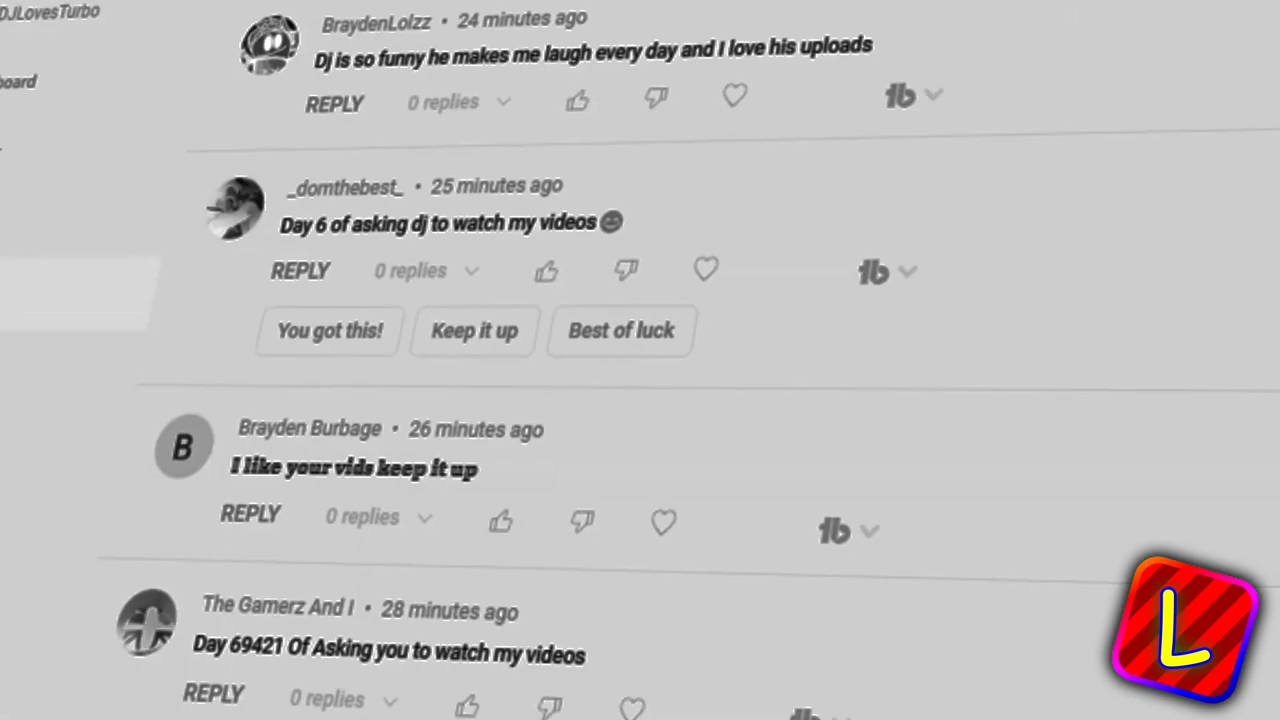 DJLovesTurbo
board
BraydenLolzz • 24 minutes ago
Dj is so funny he makes me laugh every day and I love his uploads
REPLY 0 replies
tb
_domthebest_ • 25 minutes ago
Day 6 of asking dj to watch my videos
REPLY 0 replies
tb
You got this! Keep it up Best of luck
B
Brayden Burbage • 26 minutes ago
I like your vids keep it up
REPLY 0 replies
tb
The Gamerz And I • 28 minutes ago
Day 69421 Of Asking you to watch my videos
REPLY 0 replies
L